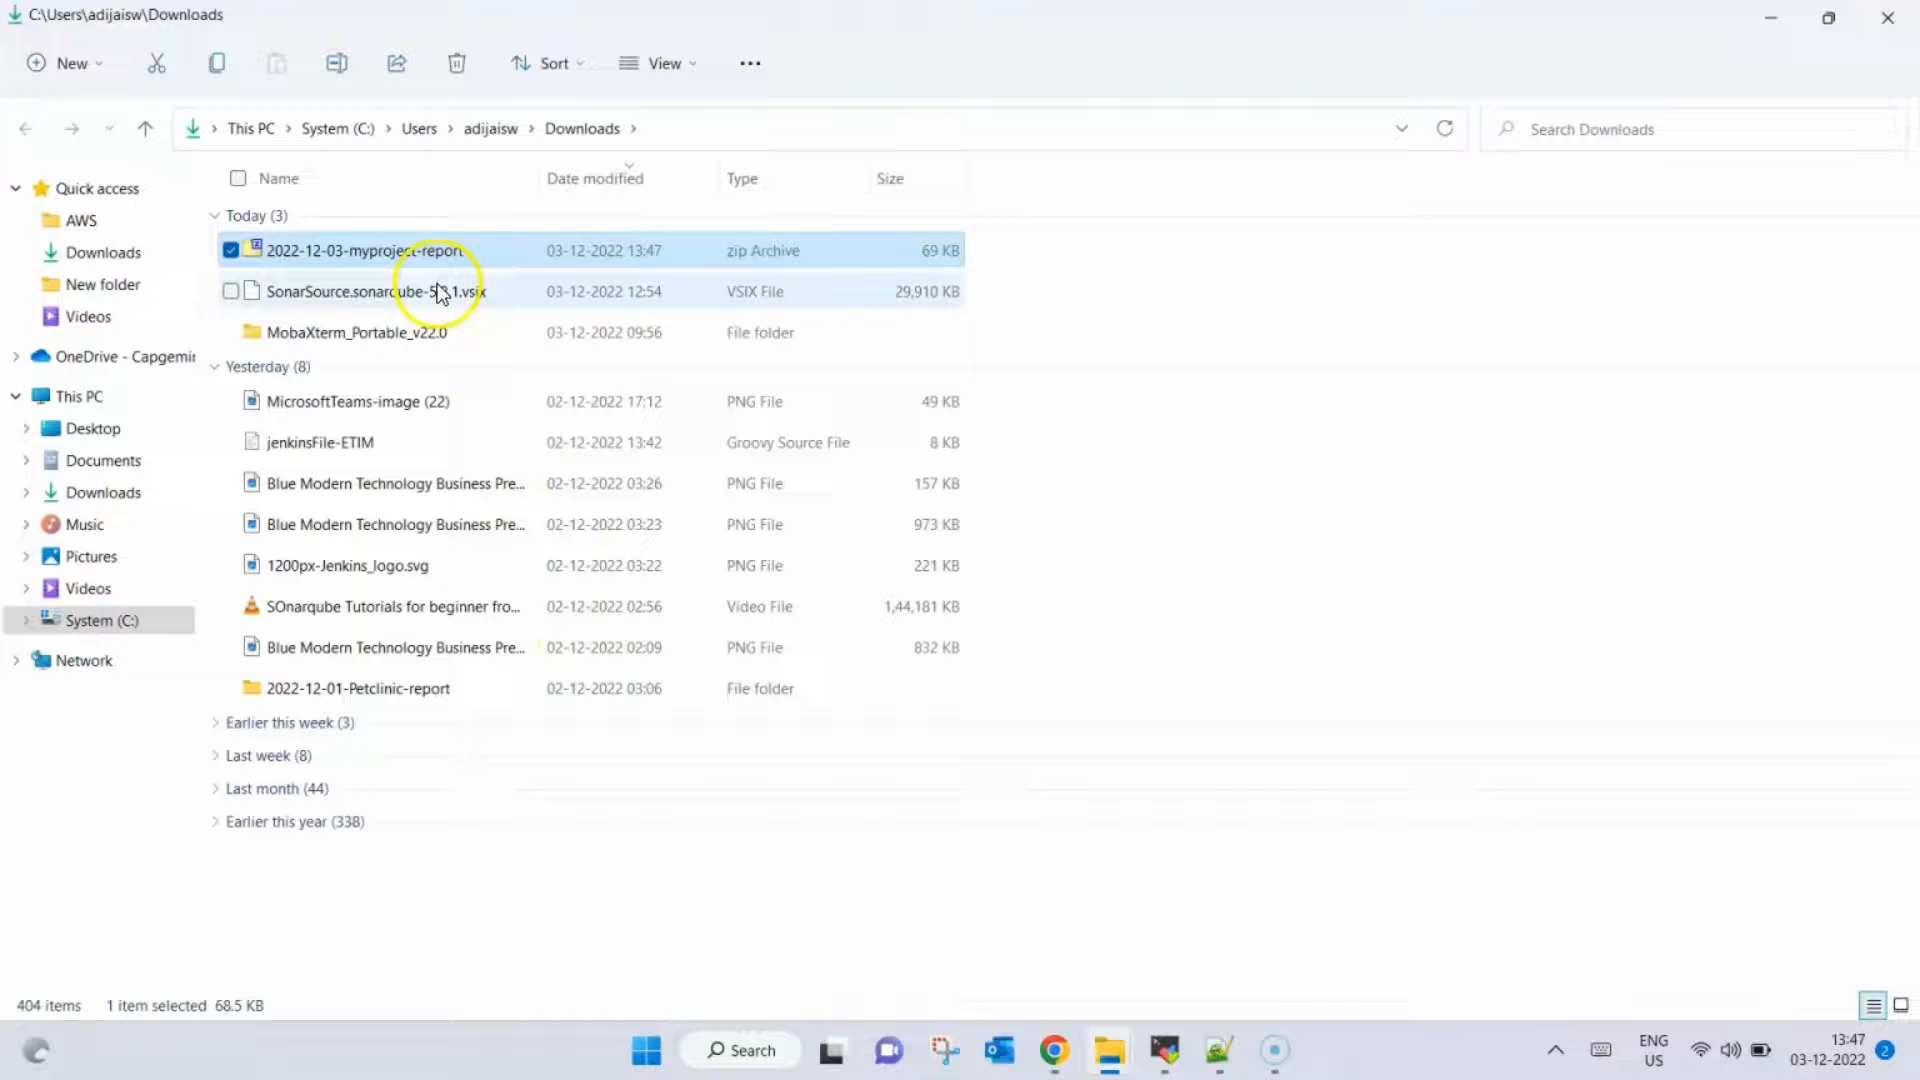 C:\Users\adijaisw\Downloads
New
Sort
View
This PC
System (C:)
Users
adijaisw
Downloads
Search Downloads
Name
Date modified
Type
Size
Quick access
AWS
Downloads
New folder
Videos
OneDrive - Capgemir
This PC
Desktop
Documents
Downloads
Music
Pictures
Videos
System (C:)
Network
Today (3)
2022-12-03-myproject-report 03-12-2022 13:47 zip Archive 69 KB
03-12-2022 12:54 VSIX File 29,910 KB
MobaXterm_Portable_v22.0 03-12-2022 09:56 File folder
Yesterday (8)
MicrosoftTeams-image (22) 02-12-2022 17:12 PNG File 49 KB
jenkinsFile-ETIM 02-12-2022 13:42 Groovy Source File 8 KB
Blue Modern Technology Business Pre... 02-12-2022 03:26 PNG File 157 KB
Blue Modern Technology Business Pre... 02-12-2022 03:23 PNG File 973 KB
1200px-Jenkins_logo.svg 02-12-2022 03:22 PNG File 221 KB
SOnarqube Tutorials for beginner fro... 02-12-2022 02:56 Video File 1,44,181 KB
Blue Modern Technology Business Pre... 02-12-2022 02:09 PNG File 832 KB
2022-12-01-Petclinic-report 02-12-2022 03:06 File folder
Earlier this week (3)
Last week (8)
Last month (44)
Earlier this year (338)
404 items 1 item selected 68.5 KB
Search
ENG
US
13:47
03-12-2022
2